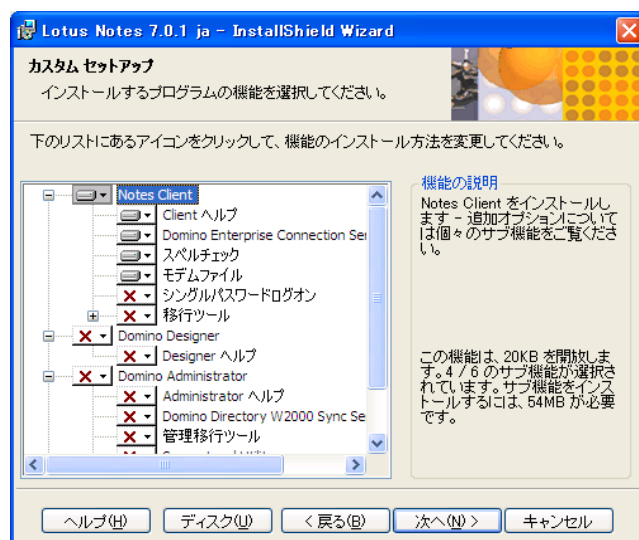 Lotus Notes 7.0.1 ja - InstallShield Wizard
カスタム セットアップ
インストールするプログラムの機能を選択してください。
下のリストにあるアイコンをクリックして、機能のインストール方法を変更してください。
Notes Client
Client ヘルプ
Domino Enterprise Connection Ser
スペルチェック
モデムファイル
シングルパスワードログオン
移行ツール
Domino Designer
Designer ヘルプ
Domino Administrator
Administrator ヘルプ
Domino Directory W2000 Sync Se
管理移行ツール
機能の説明
Notes Client をインストールし
ます - 追加オプションについて
は個々のサブ機能をご覧くださ
い。
この機能は、20KB を開放しま
す。4 / 6 のサブ機能が選択さ
れています。サブ機能をインス
トールするには、54MB が必要
です。
ヘルプ(H)
ディスク(U)
< 戻る(B)
次へ(N) >
キャンセル